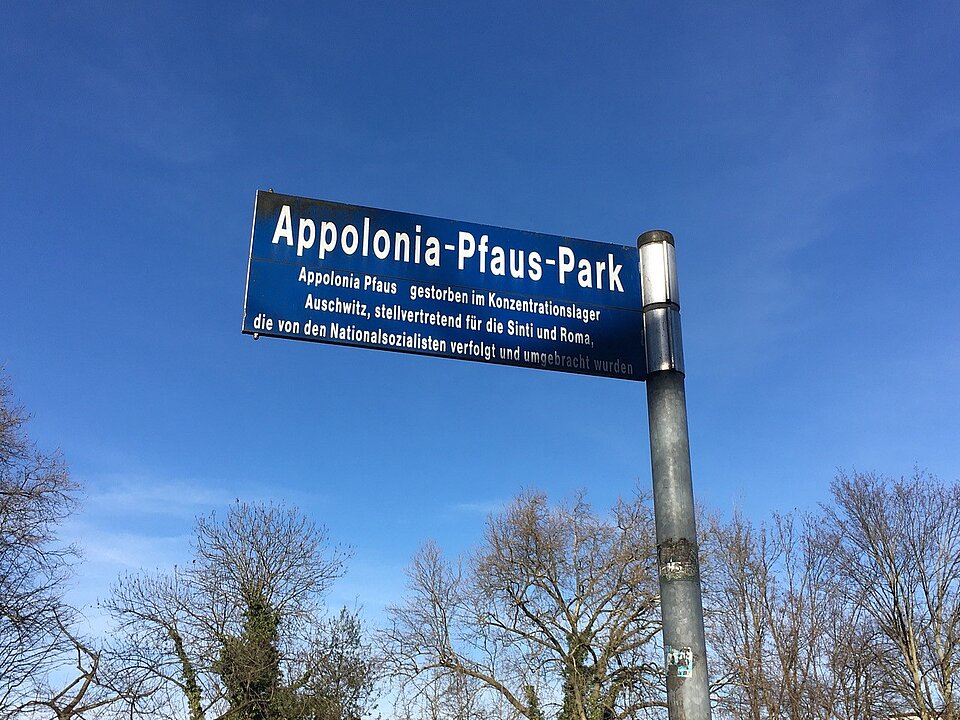 Appolonia-Pfaus-Park
Appolonia Pfaus gestorben im Konzentrationslager
Auschwitz, stellvertretend für die Sinti und Roma,
die von den Nationalsozialisten verfolgt und umgebracht wurden